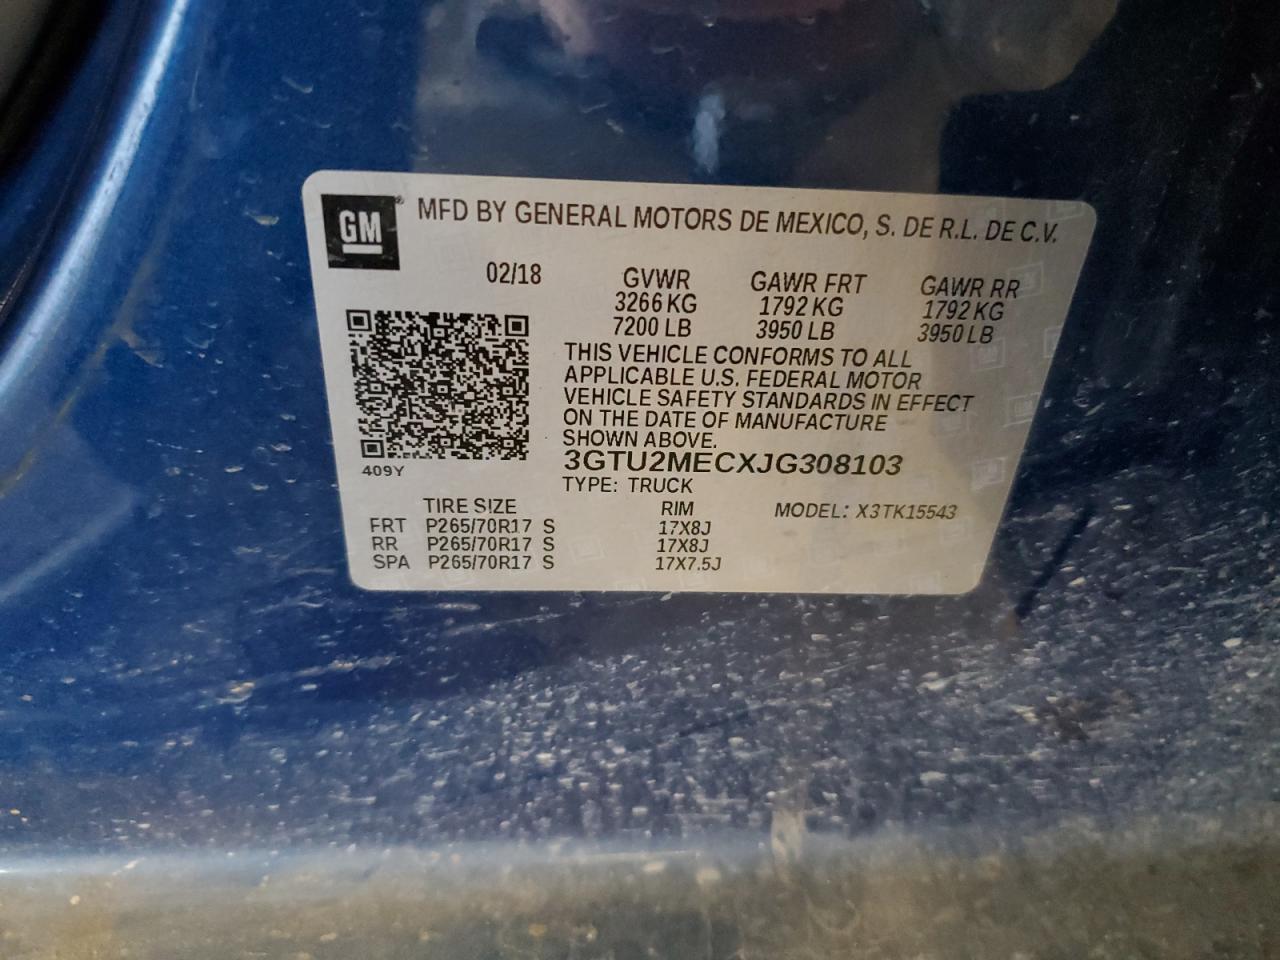 GM
MFD BY GENERAL MOTORS DE MEXICO, S. DE R.L. DE C.V.
02/18 GVWR GAWR FRT GAWR RR
3266 KG 1792 KG 1792 KG
7200 LB 3950 LB 3950 LB
THIS VEHICLE CONFORMS TO ALL
APPLICABLE U.S. FEDERAL MOTOR
VEHICLE SAFETY STANDARDS IN EFFECT
ON THE DATE OF MANUFACTURE
SHOWN ABOVE.
409Y
3GTU2MECXJG308103
TYPE: TRUCK
TIRE SIZE RIM MODEL: X3TK15543
FRT P265/70R17 S 17X8J
RR P265/70R17 S 17X8J
SPA P265/70R17 S 17X7.5J